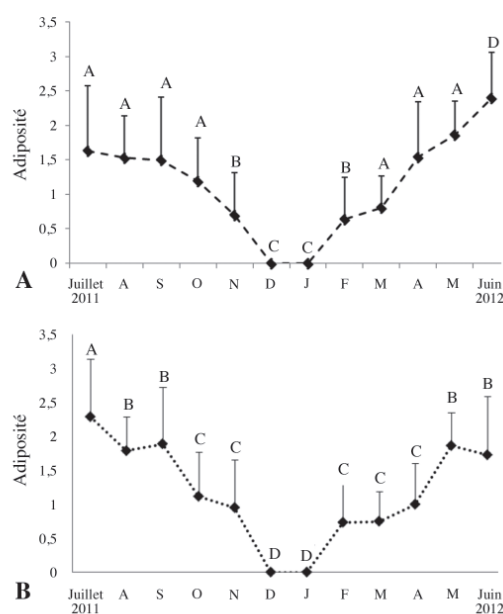 3,5
3
2,5
2
1,5
1
0,5
0
Adiposité
A A A A B C C B A A A D
A
Juillet A S O N D J F M A M Juin
2011 2012
3,5
3
2,5
2
1,5
1
0,5
0
Adiposité
A B B C C D D C C C B B
B
Juillet A S O N D J F M A M Juin
2011 2012